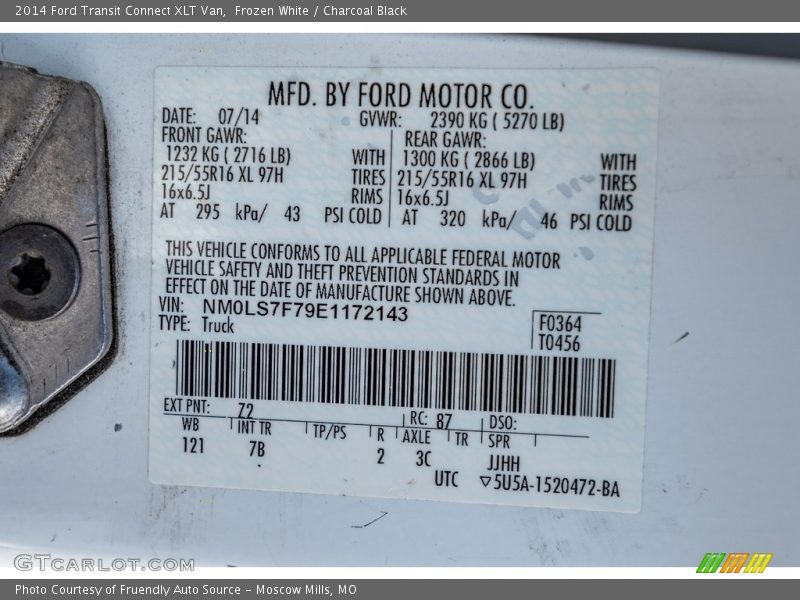 2014 Ford Transit Connect XLT Van,  Frozen White / Charcoal Black
MFD. BY FORD MOTOR CO.
DATE: 07/14 GVWR: 2390 KG ( 5270 LB)
FRONT GAWR: REAR GAWR:
1232 KG ( 2716 LB) WITH 1300 KG ( 2866 LB) WITH
215/55R16 XL 97H TIRES 215/55R16 XL 97H TIRES
16x6.5J RIMS 16x6.5J RIMS
AT 295 kPa/ 43 PSI COLD AT 320 kPa/ 46 PSI COLD
THIS VEHICLE CONFORMS TO ALL APPLICABLE FEDERAL MOTOR
VEHICLE SAFETY AND THEFT PREVENTION STANDARDS IN
EFFECT ON THE DATE OF MANUFACTURE SHOWN ABOVE.
VIN: NM0LS7F79E1172143
TYPE: Truck
F0364
T0456
EXT PNT: Z2 RC: 87 DSO:
WB INT TR TP/PS R AXLE TR SPR
121 7B 2 3C JJHH
UTC ▽5U5A-1520472-BA
GTCARLOT.COM
Photo Courtesy of Fruendly Auto Source – Moscow Mills, MO